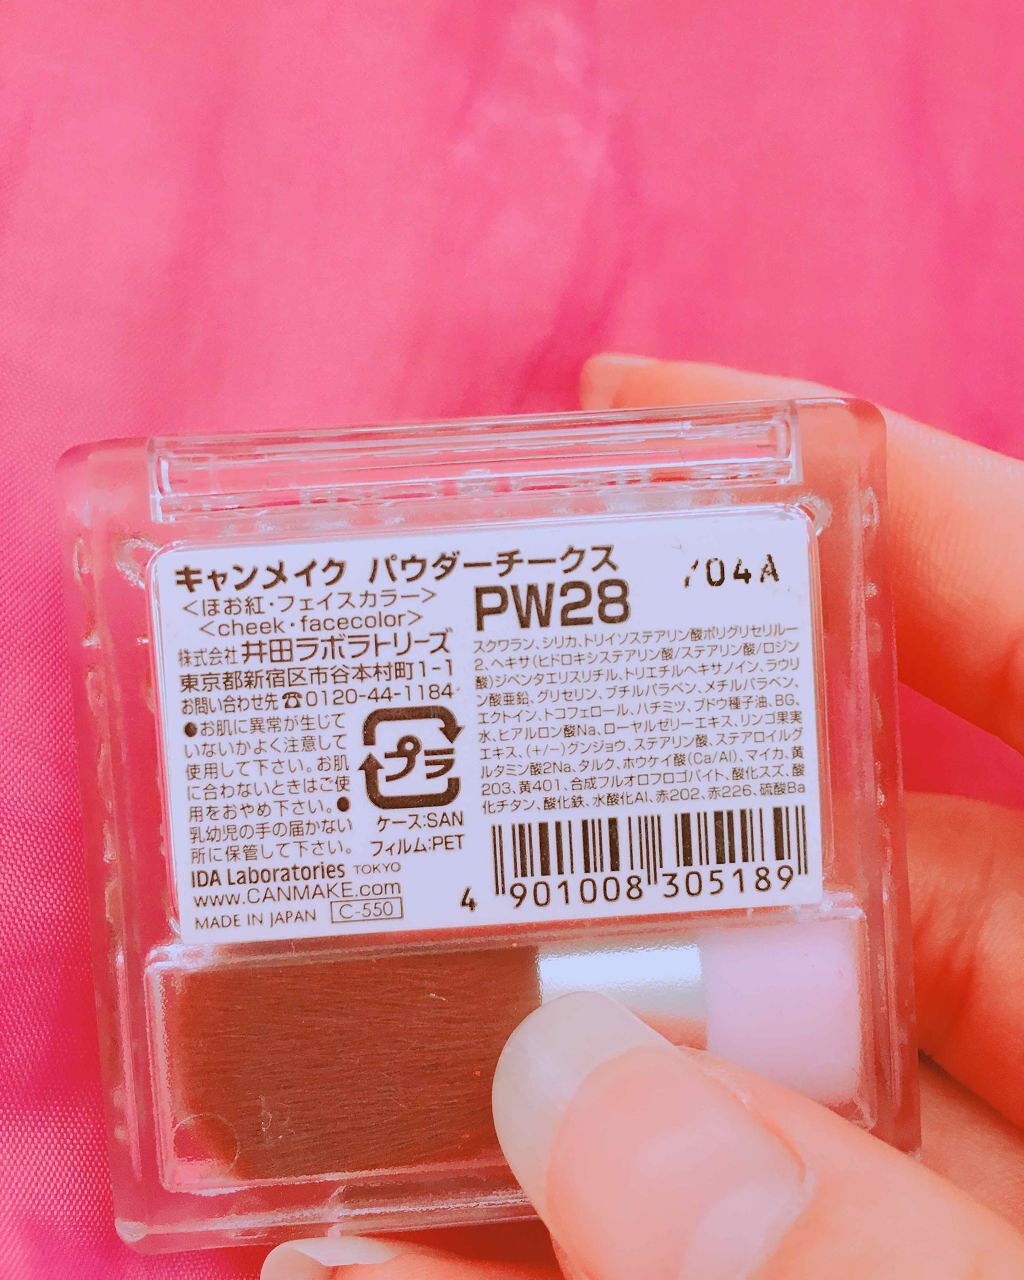 キャンメイク パウダーチークス
<ほお紅・フェイスカラー>
<cheek・facecolor>
株式会社 井田ラボラトリーズ
東京都新宿区市谷本村町1-1
お問い合わせ先☎0120-44-1184
●お肌に異常が生じて
いないかよく注意して
使用して下さい。お肌
に合わないときはご使
用をおやめ下さい。●
乳幼児の手の届かない
所に保管して下さい。
プラ
ケース:SAN
フィルム:PET
IDA Laboratories TOKYO
www.CANMAKE.com
MADE IN JAPAN C-550
04A
PW28
スクワラン、シリカ、トリイソステアリン酸ポリグリセリル-
2、ヘキサ(ヒドロキシステアリン酸/ステアリン酸/ロジン
酸)ジペンタエリスリチル、トリエチルヘキサノイン、ラウリ
ン酸亜鉛、グリセリン、ブチルパラベン、メチルパラベン、
エクトイン、トコフェロール、ハチミツ、ブドウ種子油、BG、
水、ヒアルロン酸Na、ローヤルゼリーエキス、リンゴ果実
エキス、(+/-)グンジョウ、ステアリン酸、ステアロイルグ
ルタミン酸2Na、タルク、ホウケイ酸(Ca/Al)、マイカ、黄
203、黄401、合成フルオロフロゴパイト、酸化スズ、酸
化チタン、酸化鉄、水酸化Al、赤202、赤226、硫酸Ba
4 901008 305189